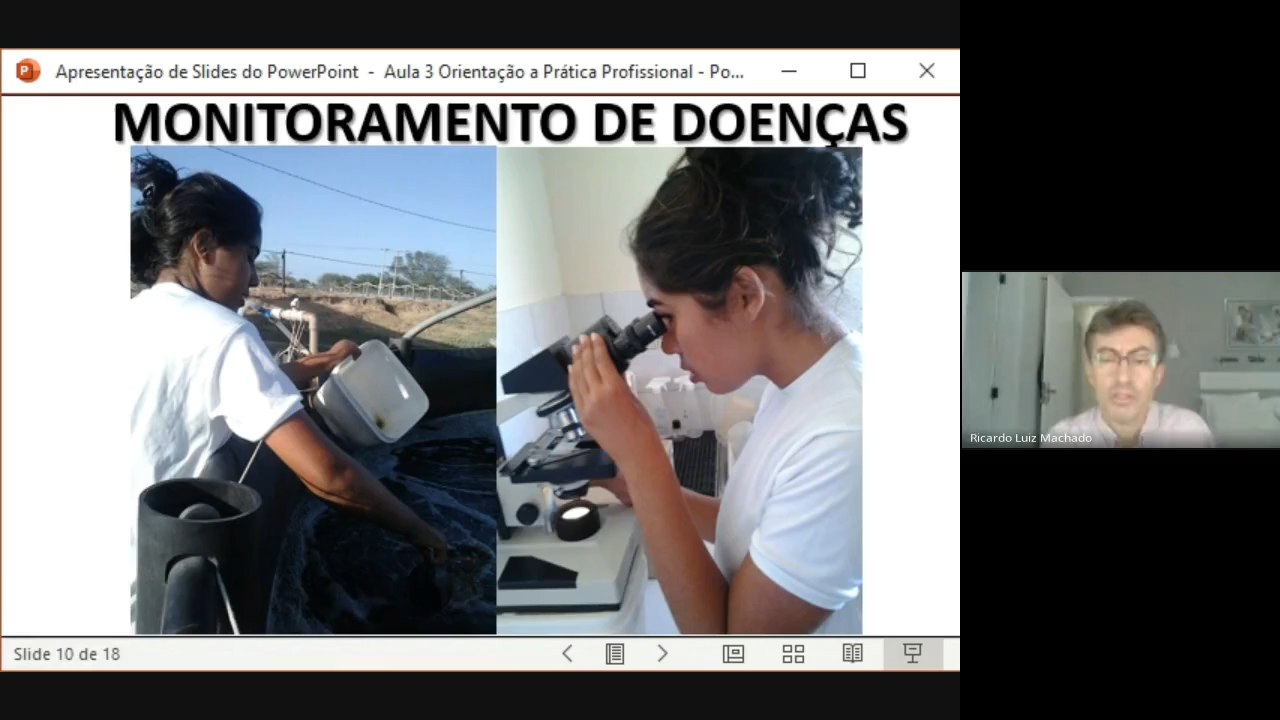 Apresentação de Slides do PowerPoint - Aula 3 Orientação a Prática Profissional - Po...
MONITORAMENTO DE DOENÇAS
Ricardo Luiz Machado
Slide 10 de 18